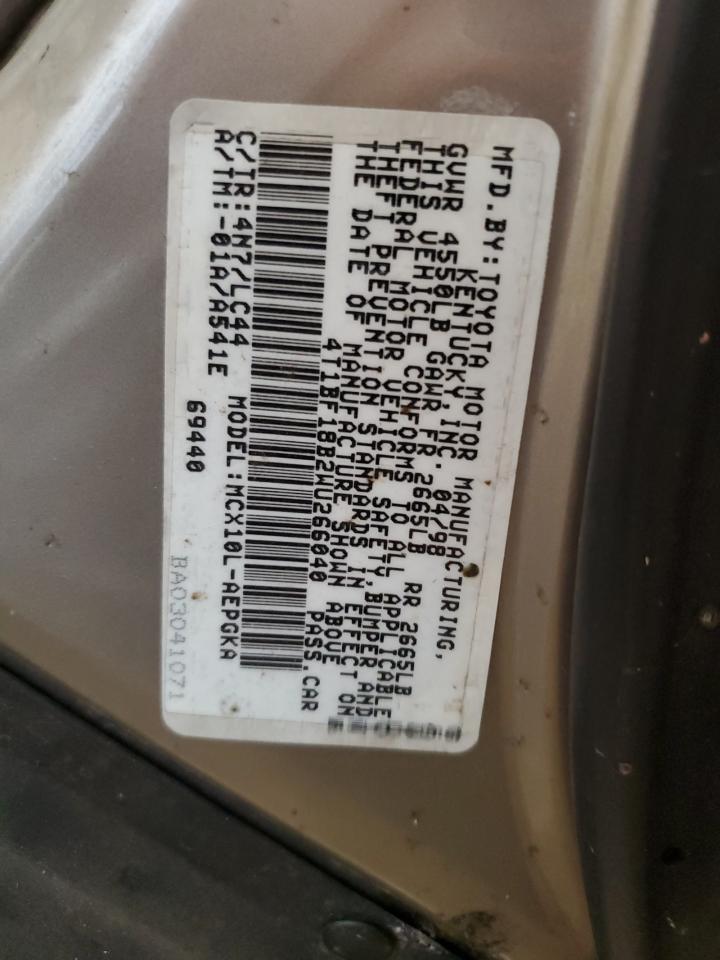 MFD.BY:TOYOTA MOTOR MANUFACTURING,
KENTUCKY,INC. 04/98
GVWR 4550LB GAWR FR.2665LB RR 2665LB
THIS VEHICLE CONFORMS TO ALL APPLICABLE
FEDERAL MOTOR VEHICLE SAFETY,BUMPER AND
THEFT PREVENTION STANDARDS IN EFFECT ON
THE DATE OF MANUFACTURE SHOWN ABOVE
4T1BF18B2WU266040 PASS.CAR
C/TR:4N7/LC44 MODEL:MCX10L-AEPGKA
A/TM:-01A/A541E
69440
BA03041071